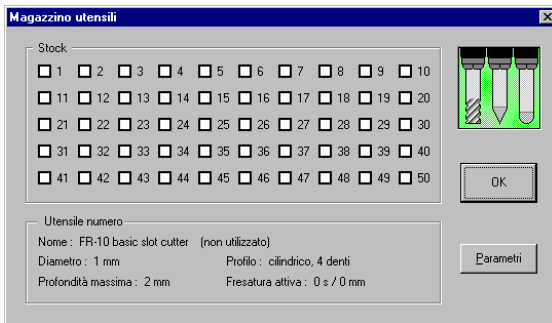 Magazzino utensili
Stock
1 2 3 4 5 6 7 8 9 10
11 12 13 14 15 16 17 18 19 20
21 22 23 24 25 26 27 28 29 30
31 32 33 34 35 36 37 38 39 40
41 42 43 44 45 46 47 48 49 50
OK
Utensile numero
Nome : FR-10 basic slot cutter (non utilizzato)
Diametro : 1 mm Profilo : cilindrico, 4 denti
Parametri
Profondità massima : 2 mm Fresatura attiva : 0 s / 0 mm